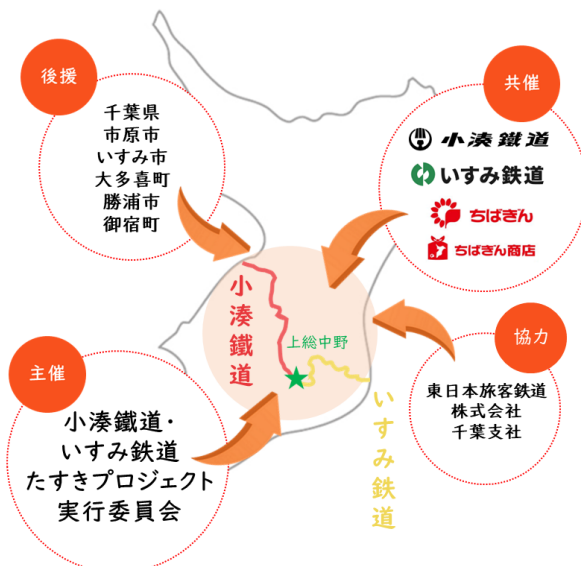 後援
千葉県
市原市
いすみ市
大多喜町
勝浦市
御宿町
共催
小湊鐵道
いすみ鉄道
ちばぎん
ちばぎん商店
小湊鐵道
上総中野
いすみ鉄道
協力
東日本旅客鉄道
株式会社
千葉支社
主催
小湊鐵道・
いすみ鉄道
たすきプロジェクト
実行委員会